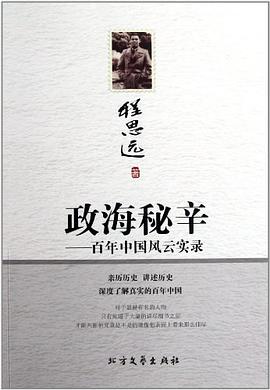 程思远
著
政海秘辛
——百年中国风云实录
亲历历史 讲述历史
深度了解真实的百年中国
北方文艺出版社